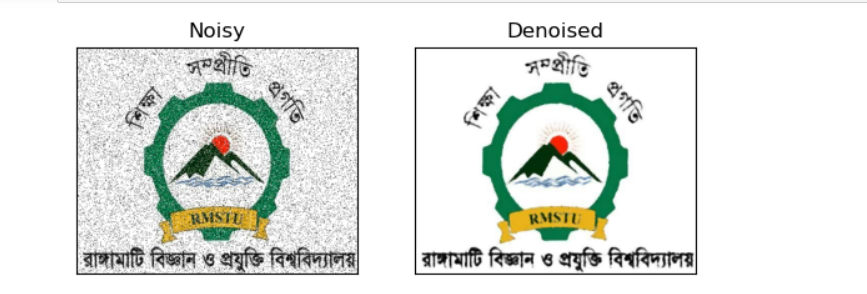 Noisy
Denoised
শিক্ষা সম্প্রীতি প্রগতি
RMSTU
রাঙ্গামাটি বিজ্ঞান ও প্রযুক্তি বিশ্ববিদ্যালয়
শিক্ষা সম্প্রীতি প্রগতি
RMSTU
রাঙ্গামাটি বিজ্ঞান ও প্রযুক্তি বিশ্ববিদ্যালয়